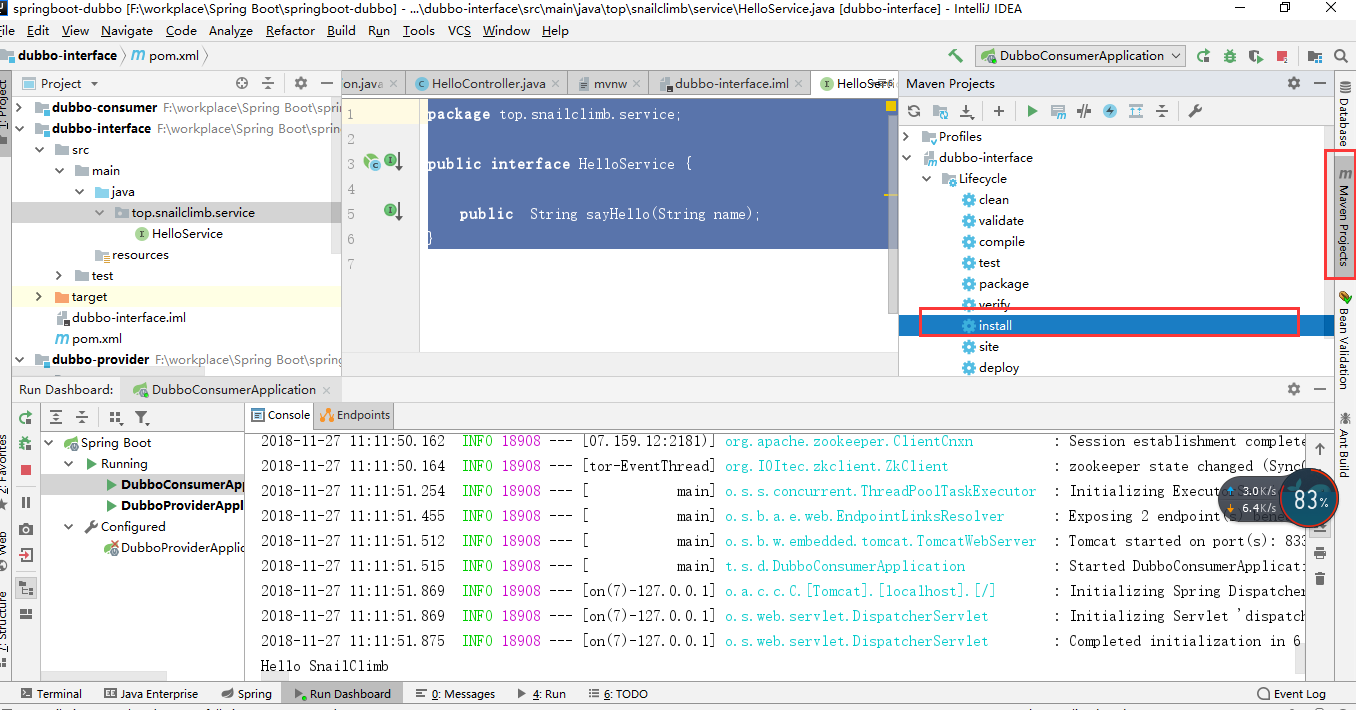 springboot-dubbo [F:\workplace\Spring Boot\springboot-dubbo] - ...\dubbo-interface\src\main\java\top\snailclimb\service\HelloService.java [dubbo-interface] - IntelliJ IDEA
File Edit View Navigate Code Analyze Refactor Build Run Tools VCS Window Help
dubbo-interface pom.xml DubboConsumerApplication
Project on.java HelloController.java mvnw dubbo-interface.iml Maven Projects
dubbo-consumer F:\workplace\Spring Boot\spri
dubbo-interface F:\workplace\Spring Boot\sprin
src
main
java
top.snailclimb.service
HelloService
resources
test
target
dubbo-interface.iml
pom.xml
dubbo-provider F:\workplace\Spring Boot\spring
1 package top.snailclimb.service;
2
3 public interface HelloService {
4
5 public String sayHello(String name);
6 }
7
Profiles
dubbo-interface
Lifecycle
clean
validate
compile
test
package
verify
install
site
deploy
Database
Maven Projects
Bean Validation
Ant Build
1: Project
2: Favorites
Web
7: Structure
Run Dashboard: DubboConsumerApplication
Console Endpoints
Spring Boot
Running
DubboConsumerApp
DubboProviderAppl
Configured
DubboProviderApplic
2018-11-27 11:11:50.162 INFO 18908 --- [07.159.12:2181)] org.apache.zookeeper.ClientCnxn : Session establishment complete
2018-11-27 11:11:50.164 INFO 18908 --- [tor-EventThread] org.I0Itec.zkclient.ZkClient : zookeeper state changed (Sync
2018-11-27 11:11:51.254 INFO 18908 --- [ main] o.s.s.concurrent.ThreadPoolTaskExecutor : Initializing Execut
2018-11-27 11:11:51.455 INFO 18908 --- [ main] o.s.b.a.e.web.EndpointLinksResolver : Exposing 2 endpoint(s)
2018-11-27 11:11:51.512 INFO 18908 --- [ main] o.s.b.w.embedded.tomcat.TomcatWebServer : Tomcat started on port(s): 833
2018-11-27 11:11:51.515 INFO 18908 --- [ main] t.s.d.DubboConsumerApplication : Started DubboConsumerApplicati
2018-11-27 11:11:51.869 INFO 18908 --- [on(7)-127.0.0.1] o.a.c.c.C.[Tomcat].[localhost].[/] : Initializing Spring Dispatcher
2018-11-27 11:11:51.869 INFO 18908 --- [on(7)-127.0.0.1] o.s.web.servlet.DispatcherServlet : Initializing Servlet 'dispatch
2018-11-27 11:11:51.875 INFO 18908 --- [on(7)-127.0.0.1] o.s.web.servlet.DispatcherServlet : Completed initialization in 6
Hello SnailClimb
3.0K/s
6.4K/s
83%
Terminal Java Enterprise Spring Run Dashboard 0: Messages 4: Run 6: TODO Event Log